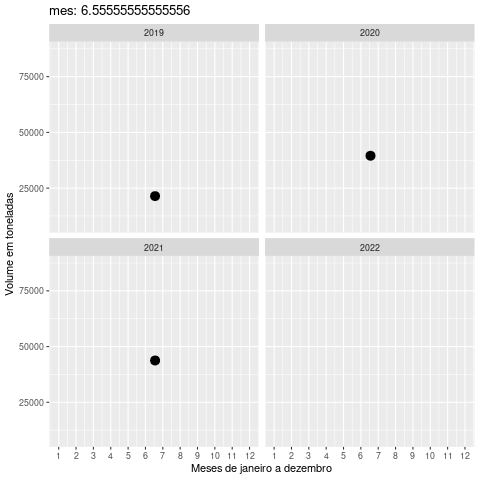 mes: 6.55555555555556
2019 2020
75000
50000
25000
2021 2022
75000
50000
25000
Volume em toneladas
1 2 3 4 5 6 7 8 9 10 11 12 1 2 3 4 5 6 7 8 9 10 11 12
Meses de janeiro a dezembro